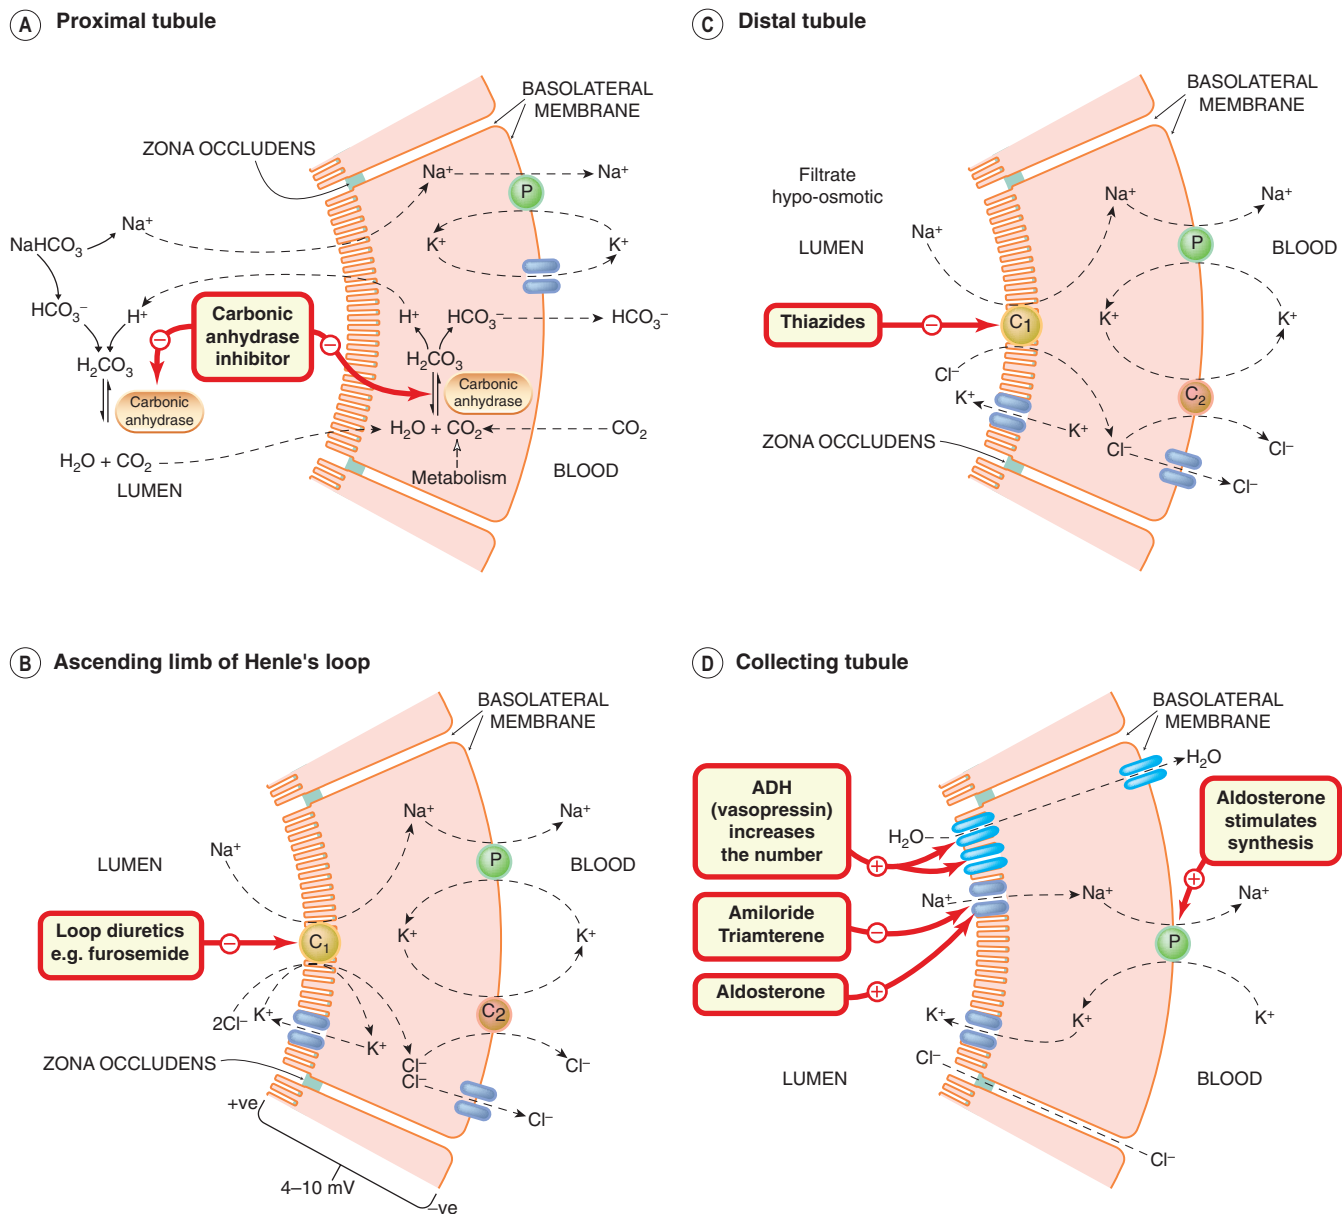 A Proximal tubule
BASOLATERAL
MEMBRANE
ZONA OCCLUDENS
Na⁺
Na⁺
P
Na⁺
NaHCO₃
K⁺
K⁺
HCO₃⁻
H⁺
Carbonic
anhydrase
inhibitor
H⁺
HCO₃⁻
HCO₃⁻
−
−
H₂CO₃
H₂CO₃
Carbonic
anhydrase
Carbonic
anhydrase
H₂O + CO₂
CO₂
H₂O + CO₂
Metabolism
LUMEN
BLOOD
C Distal tubule
BASOLATERAL
MEMBRANE
Filtrate
hypo-osmotic
Na⁺
Na⁺
Na⁺
LUMEN
P
BLOOD
Thiazides
−
C₁
K⁺
K⁺
Cl⁻
K⁺
C₂
K⁺
ZONA OCCLUDENS
Cl⁻
Cl⁻
Cl⁻
B Ascending limb of Henle's loop
BASOLATERAL
MEMBRANE
Na⁺
Na⁺
Na⁺
LUMEN
P
BLOOD
Loop diuretics
e.g. furosemide
−
C₁
K⁺
K⁺
2Cl⁻
K⁺
C2
K⁺
ZONA OCCLUDENS
Cl⁻
Cl⁻
Cl⁻
+ve
Cl⁻
4–10 mV
–ve
D Collecting tubule
BASOLATERAL
MEMBRANE
H₂O
ADH
(vasopressin)
increases
the number
H₂O
+
Aldosterone
stimulates
synthesis
+
Na⁺
Na⁺
Na⁺
Amiloride
Triamterene
−
P
Aldosterone
+
K⁺
K⁺
K⁺
Cl⁻
LUMEN
BLOOD
Cl⁻